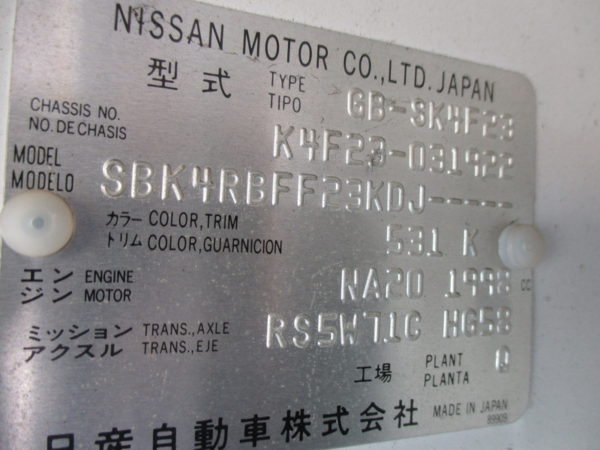 NISSAN MOTOR CO.,LTD. JAPAN
型式 TYPE TIPO GB-SK4F23
CHASSIS NO. NO. DE CHASIS K4F23-031922
MODEL MODELO SBK4RBFF23KDJ-----
カラー COLOR,TRIM
トリム COLOR,GUARNICION 531 K
エンジン ENGINE MOTOR NA20 1998 cc
ミッション TRANS.,AXLE
アクスル TRANS.,EJE RS5W71C HG58
工場 PLANT PLANTA
MADE IN JAPAN
日産自動車株式会社